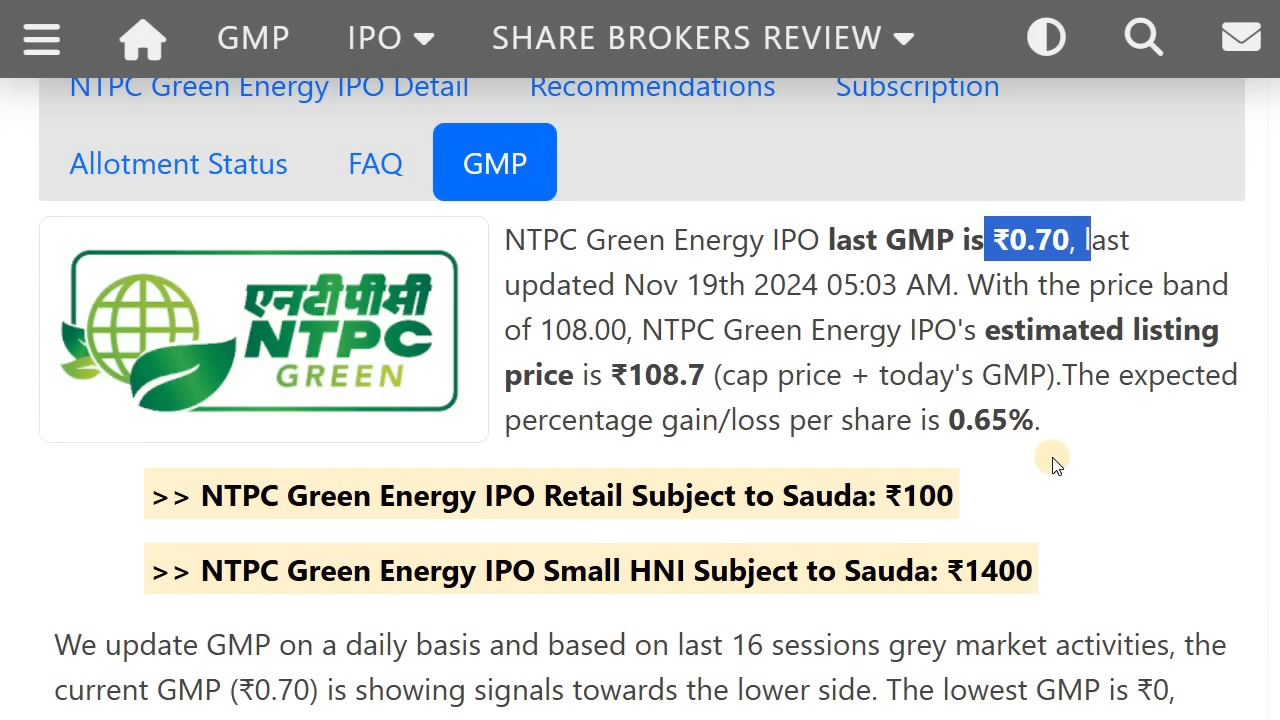 GMP IPO SHARE BROKERS REVIEW
NTPC Green Energy IPO Detail Recommendations Subscription
Allotment Status FAQ GMP
एनटीपीसी
NTPC
GREEN
NTPC Green Energy IPO last GMP is ₹0.70, last
updated Nov 19th 2024 05:03 AM. With the price band
of 108.00, NTPC Green Energy IPO's estimated listing
price is ₹108.7 (cap price + today's GMP).The expected
percentage gain/loss per share is 0.65%.
>> NTPC Green Energy IPO Retail Subject to Sauda: ₹100
>> NTPC Green Energy IPO Small HNI Subject to Sauda: ₹1400
We update GMP on a daily basis and based on last 16 sessions grey market activities, the
current GMP (₹0.70) is showing signals towards the lower side. The lowest GMP is ₹0,